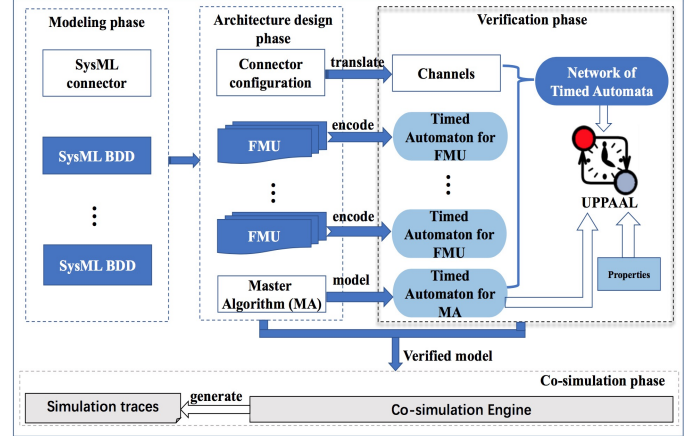 Modeling phase
SysML
connector
SysML BDD
SysML BDD
Architecture design
phase
Connector
configuration
FMU
FMU
Master
Algorithm (MA)
translate
encode
encode
model
Verification phase
Channels
Timed
Automaton for
FMU
Timed
Automaton for
FMU
Timed
Automaton for
MA
Network of
Timed Automata
UPPAAL
Properties
Verified model
Co-simulation phase
Simulation traces
generate
Co-simulation Engine